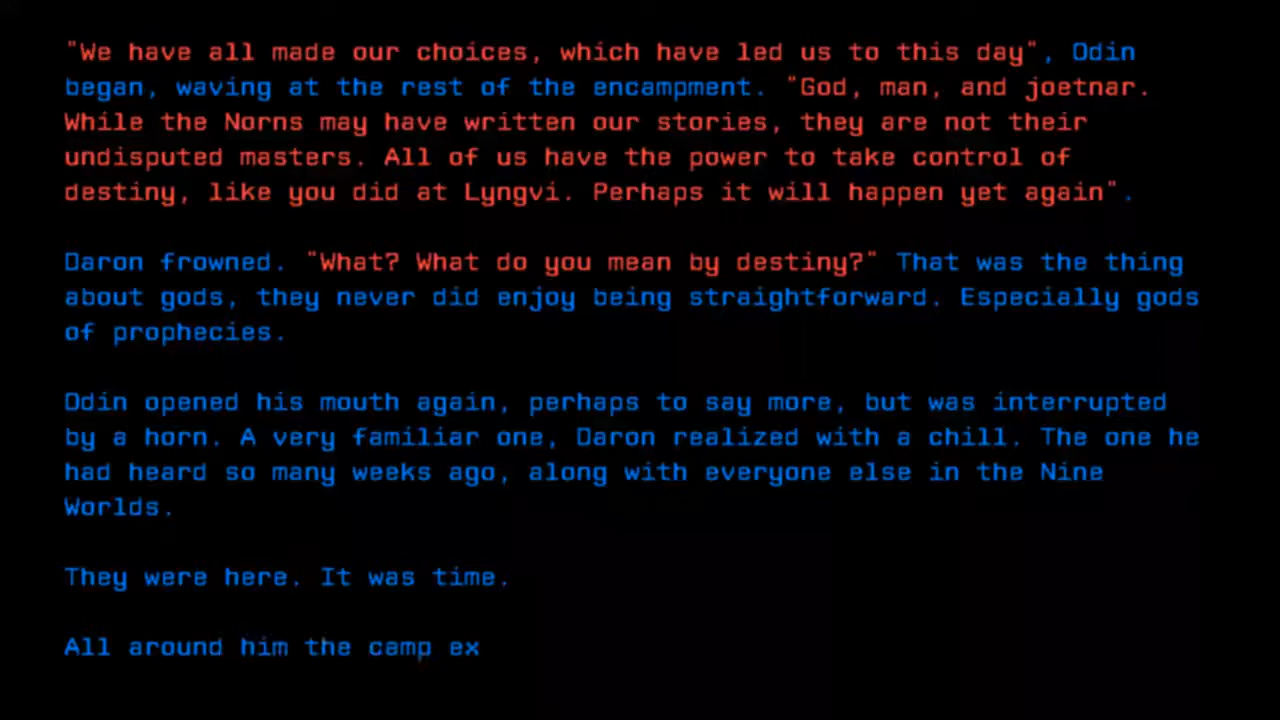 "We have all made our choices, which have led us to this day", Odin
began, waving at the rest of the encampment. "God, man, and joetnar.
While the Norns may have written our stories, they are not their
undisputed masters. All of us have the power to take control of
destiny, like you did at Lyngvi. Perhaps it will happen yet again".
Daron frowned. "What? What do you mean by destiny?" That was the thing
about gods, they never did enjoy being straightforward. Especially gods
of prophecies.
Odin opened his mouth again, perhaps to say more, but was interrupted
by a horn. A very familiar one, Daron realized with a chill. The one he
had heard so many weeks ago, along with everyone else in the Nine
Worlds.
They were here. It was time.
All around him the camp ex